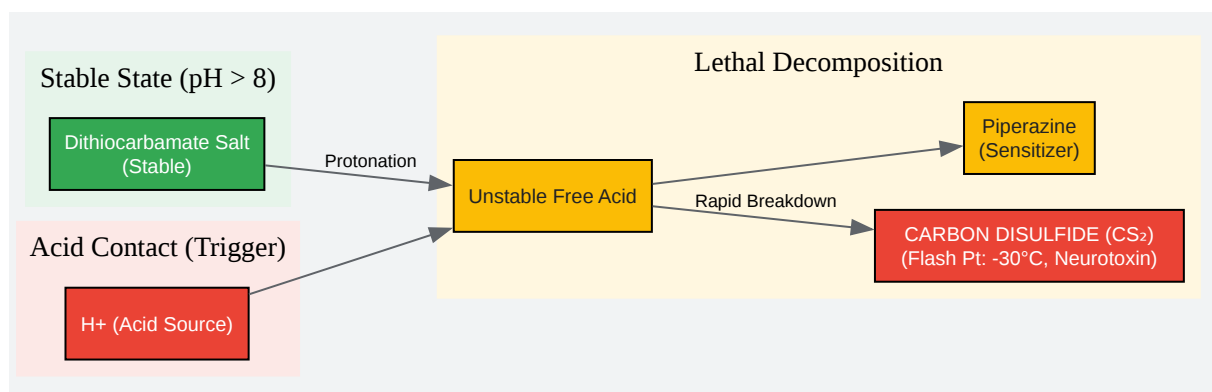 Stable State (pH > 8)
Dithiocarbamate Salt
(Stable)
Acid Contact (Trigger)
H+ (Acid Source)
Protonation
Lethal Decomposition
Unstable Free Acid
Rapid Breakdown
Piperazine
(Sensitizer)
CARBON DISULFIDE (CS₂)
(Flash Pt: -30°C, Neurotoxin)